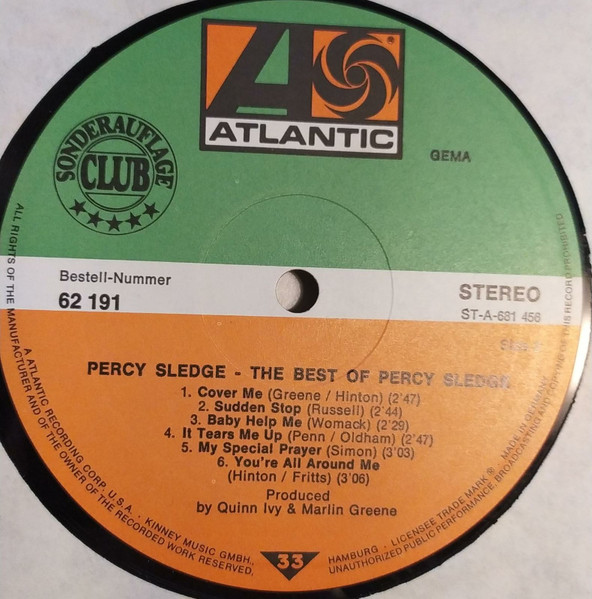 ATLANTIC
®
GEMA
SONDERAUFLAGE
CLUB
Bestell-Nummer
62 191
STEREO
ST-A-681 456
PERCY SLEDGE - THE BEST OF PERCY SLEDGE
1. Cover Me (Greene / Hinton) (2'47)
2. Sudden Stop (Russell) (2'44)
3. Baby Help Me (Womack) (2'29)
4. It Tears Me Up (Penn / Oldham) (2'47)
5. My Special Prayer (Simon) (3'03)
6. You're All Around Me
(Hinton / Fritts) (3'06)
Produced
by Quinn Ivy & Marlin Greene
33
ALL RIGHTS OF THE MANUFACTURER AND OF THE OWNER OF THE RECORDED WORK RESERVED.
A ATLANTIC RECORDING CORP. U.S.A. · KINNEY MUSIC GMBH., HAMBURG · LICENSEE TRADE MARK ® MADE IN GERMANY
UNAUTHORIZED PUBLIC PERFORMANCE, BROADCASTING AND COPYING OF THIS RECORD PROHIBITED